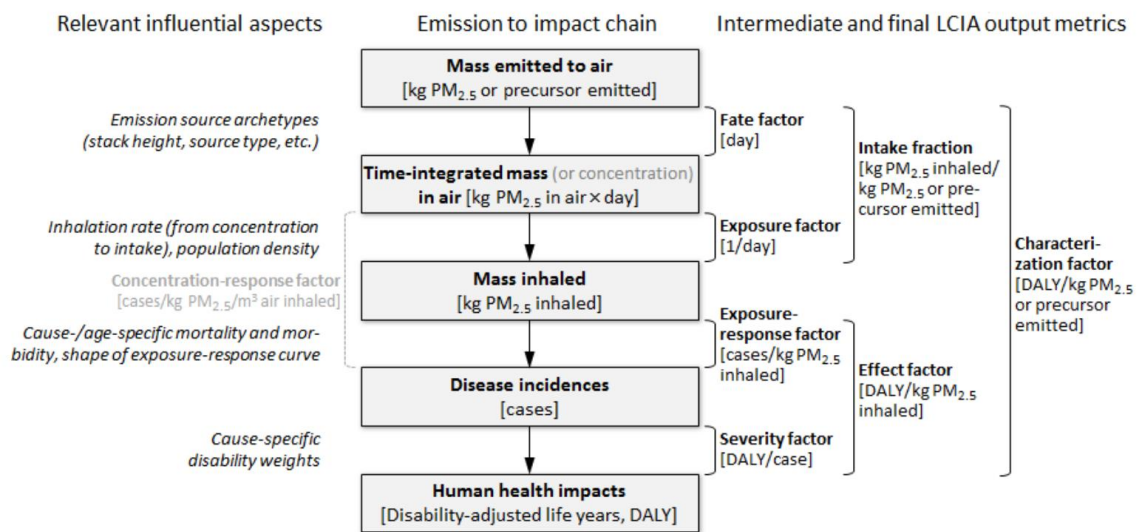 Relevant influential aspects
Emission to impact chain
Intermediate and final LCIA output metrics
Mass emitted to air
[kg PM2.5 or precursor emitted]
Emission source archetypes
(stack height, source type, etc.)
Fate factor
[day]
Intake fraction
[kg PM2.5 inhaled/
kg PM2.5 or pre-
cursor emitted]
Time-integrated mass (or concentration)
in air [kg PM2.5 in air×day]
Inhalation rate (from concentration
to intake), population density
Exposure factor
[1/day]
Characteri-
zation factor
[DALY/kg PM2.5
or precursor
emitted]
Concentration-response factor
[cases/kg PM2.5/m³ air inhaled]
Mass inhaled
[kg PM2.5 inhaled]
Cause-/age-specific mortality and mor-
bidity, shape of exposure-response curve
Exposure-
response factor
[cases/kg PM2.5
inhaled]
Effect factor
[DALY/kg PM2.5
inhaled]
Disease incidences
[cases]
Cause-specific
disability weights
Severity factor
[DALY/case]
Human health impacts
[Disability-adjusted life years, DALY]